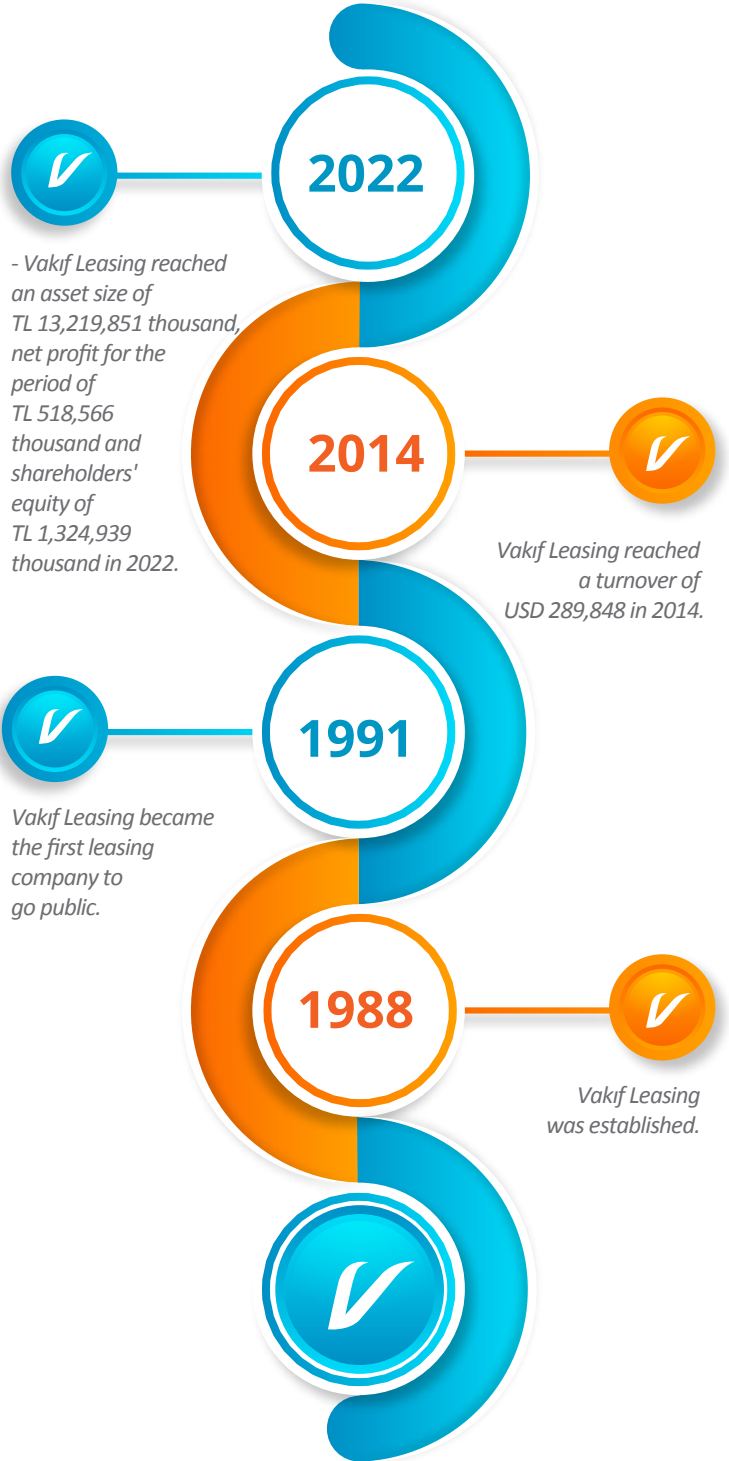 2022
- Vakıf Leasing reached
an asset size of
TL 13,219,851 thousand,
net profit for the
period of
TL 518,566
thousand and
shareholders'
equity of
TL 1,324,939
thousand in 2022.
2014
Vakıf Leasing reached
a turnover of
USD 289,848 in 2014.
1991
Vakıf Leasing became
the first leasing
company to
go public.
1988
Vakıf Leasing
was established.